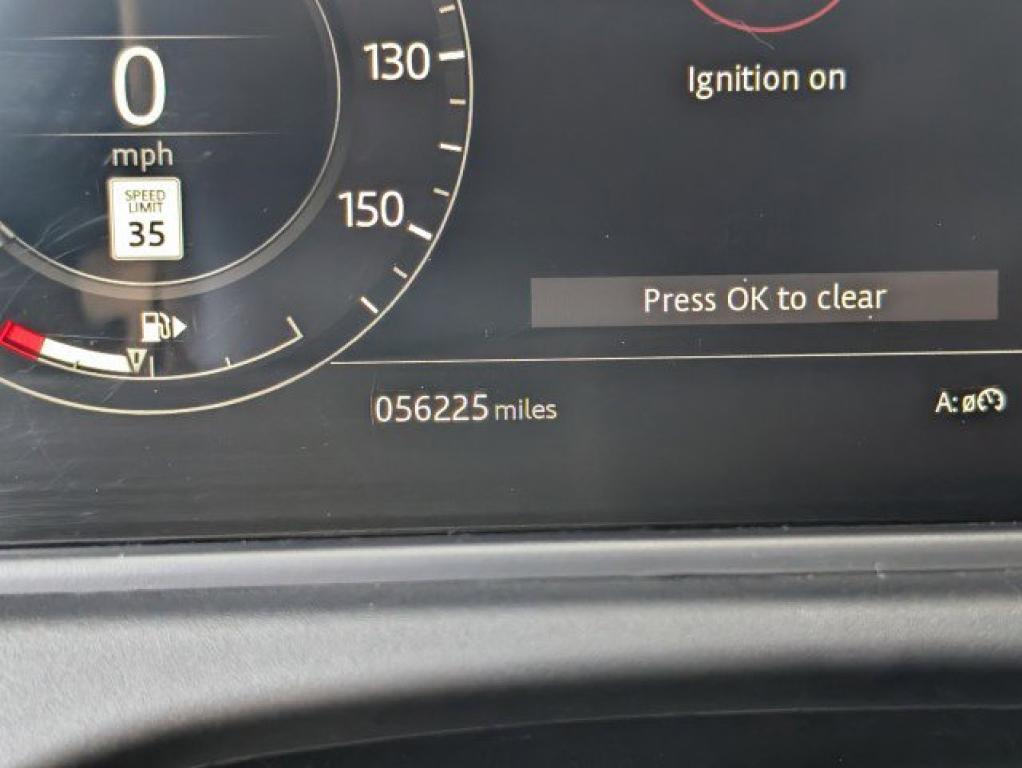 130
0
Ignition on
mph
SPEED
LIMIT
35
150
Press OK to clear
056225 miles
A:ø